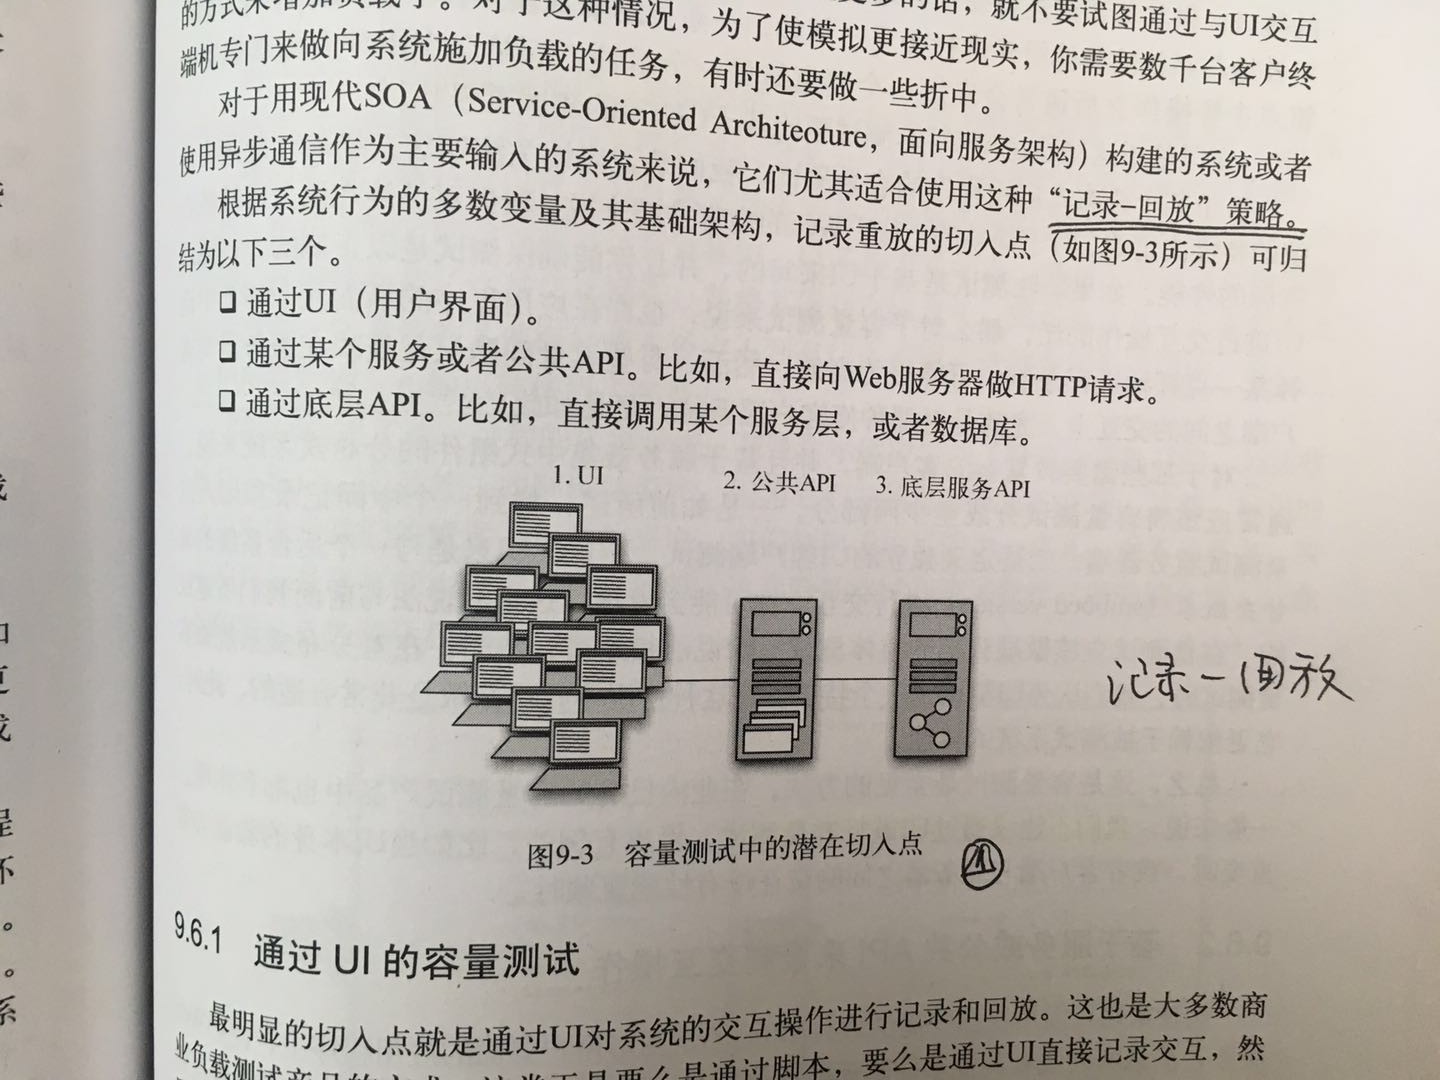 的方式来增加负载了。对于这种情况，为了使模拟更接近现实，你需要数千台客户终
的话，就不要试图通过与UI交互
端机专门来做向系统施加负载的任务，有时还要做一些折中。
对于用现代SOA（Service-Oriented Architeoture，面向服务架构）构建的系统或者
使用异步通信作为主要输入的系统来说，它们尤其适合使用这种“记录–回放”策略。
根据系统行为的多数变量及其基础架构，记录重放的切入点（如图9-3所示）可归
结为以下三个。
❑ 通过UI（用户界面）。
❑ 通过某个服务或者公共API。比如，直接向Web服务器做HTTP请求。
❑ 通过底层API。比如，直接调用某个服务层，或者数据库。
1. UI 2. 公共API 3. 底层服务API
记录-回放
图9-3 容量测试中的潜在切入点
9.6.1 通过 UI 的容量测试
最明显的切入点就是通过UI对系统的交互操作进行记录和回放。这也是大多数商
业负载测试产品的方式。这类工具要么是通过脚本，要么是通过UI直接记录交互，然